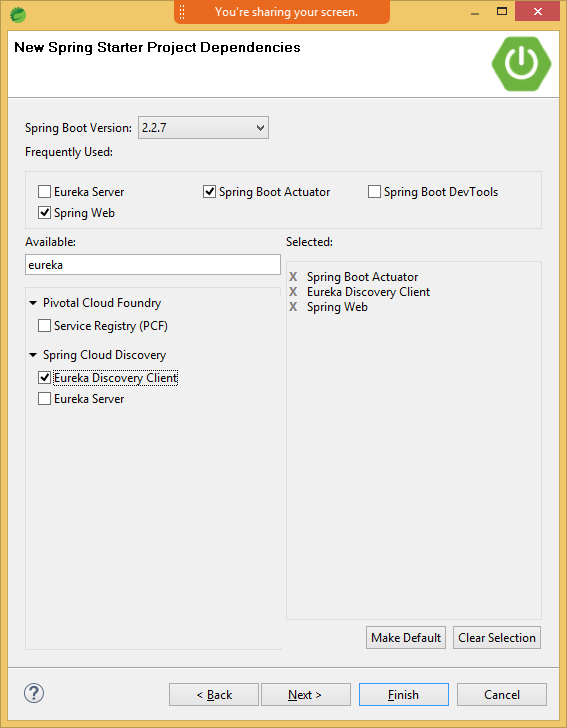 You're sharing your screen.
New Spring Starter Project Dependencies
Spring Boot Version: 2.2.7
Frequently Used:
Eureka Server Spring Boot Actuator Spring Boot DevTools
Spring Web
Available: Selected:
eureka
X Spring Boot Actuator
X Eureka Discovery Client
X Spring Web
Pivotal Cloud Foundry
Service Registry (PCF)
Spring Cloud Discovery
Eureka Discovery Client
Eureka Server
Make Default Clear Selection
? < Back Next > Finish Cancel